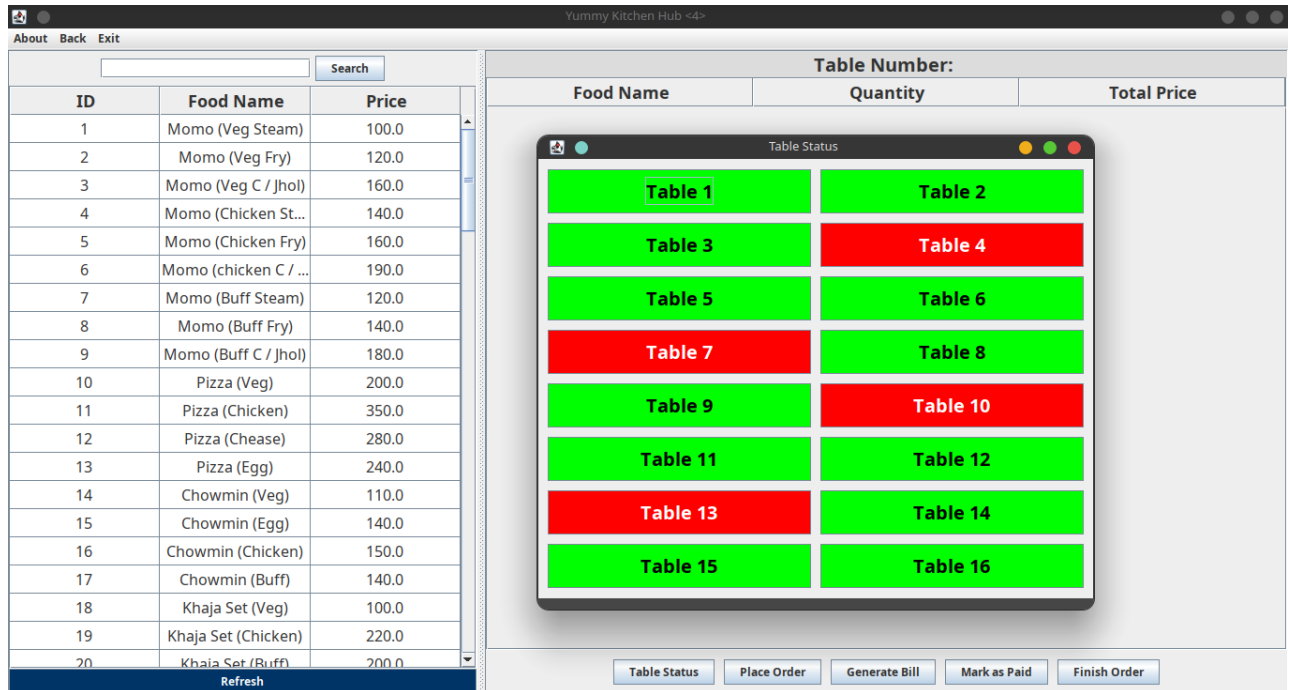 Yummy Kitchen Hub <4>
About Back Exit
Search
ID Food Name Price
1 Momo (Veg Steam) 100.0
2 Momo (Veg Fry) 120.0
3 Momo (Veg C / Jhol) 160.0
4 Momo (Chicken St... 140.0
5 Momo (Chicken Fry) 160.0
6 Momo (chicken C / ... 190.0
7 Momo (Buff Steam) 120.0
8 Momo (Buff Fry) 140.0
9 Momo (Buff C / Jhol) 180.0
10 Pizza (Veg) 200.0
11 Pizza (Chicken) 350.0
12 Pizza (Chease) 280.0
13 Pizza (Egg) 240.0
14 Chowmin (Veg) 110.0
15 Chowmin (Egg) 140.0
16 Chowmin (Chicken) 150.0
17 Chowmin (Buff) 140.0
18 Khaja Set (Veg) 100.0
19 Khaja Set (Chicken) 220.0
20 Khaja Set (Buff) 200.0
Refresh
Table Number:
Food Name Quantity Total Price
Table Status
Table 1 Table 2
Table 3 Table 4
Table 5 Table 6
Table 7 Table 8
Table 9 Table 10
Table 11 Table 12
Table 13 Table 14
Table 15 Table 16
Table Status Place Order Generate Bill Mark as Paid Finish Order